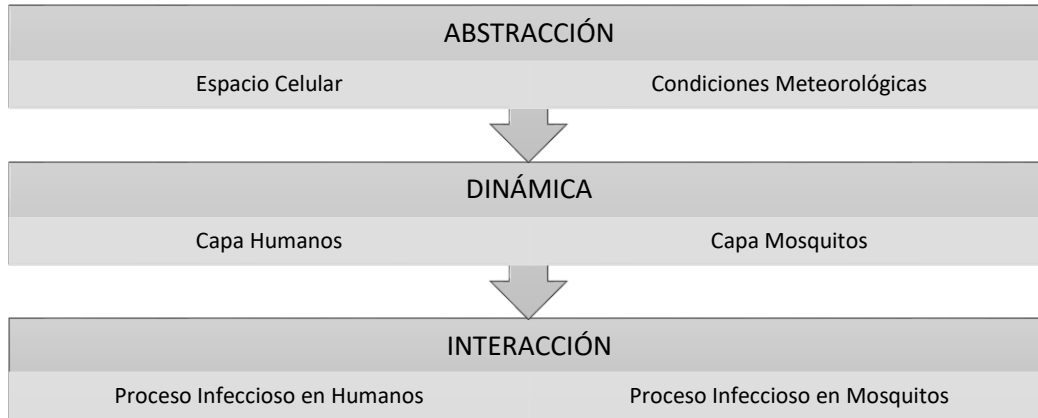 ABSTRACCIÓN
Espacio Celular Condiciones Meteorológicas
DINÁMICA
Capa Humanos Capa Mosquitos
INTERACCIÓN
Proceso Infeccioso en Humanos Proceso Infeccioso en Mosquitos